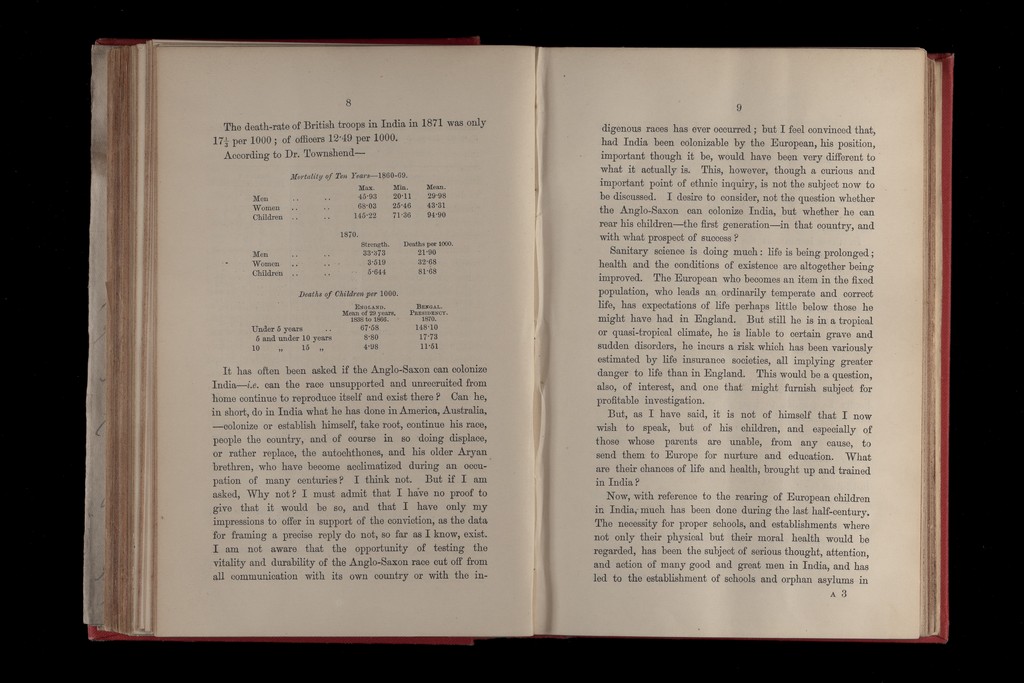 8
The death-rate of British troops in India in 1871 was only
17½ per 1000 ; of officers 12·49 per 1000.
According to Dr. Townshend—
Mortality of Ten Years—1860-69.
Max. Min. Mean.
Men .. .. 45·93 20·11 29·98
Women .. .. 68·03 25·46 43·31
Children .. .. 145·22 71·36 94·90
1870.
Strength. Deaths per 1000.
Men .. .. 33·373 21·90
Women .. .. 3·519 32·68
Children .. .. 5·644 81·68
Deaths of Children per 1000.
ENGLAND. BENGAL
Mean of 29 years, PRESIDENCY.
1838 to 1866. 1870.
Under 5 years .. 67·58 148·10
5 and under 10 years 8·80 17·73
10 „ 15 „ 4·98 11·51
It has often been asked if the Anglo-Saxon can colonize
India—i.e. can the race unsupported and unrecruited from
home continue to reproduce itself and exist there ? Can he,
in short, do in India what he has done in America, Australia,
—colonize or establish himself, take root, continue his race,
people the country, and of course in so doing displace,
or rather replace, the autochthones, and his older Aryan
brethren, who have become acclimatized during an occu-
pation of many centuries ? I think not. But if I am
asked, Why not ? I must admit that I have no proof to
give that it would be so, and that I have only my
impressions to offer in support of the conviction, as the data
for framing a precise reply do not, so far as I know, exist.
I am not aware that the opportunity of testing the
vitality and durability of the Anglo-Saxon race cut off from
all communication with its own country or with the in-
9
digenous races has ever occurred ; but I feel convinced that,
had India been colonizable by the European, his position,
important though it be, would have been very different to
what it actually is. This, however, though a curious and
important point of ethnic inquiry, is not the subject now to
be discussed. I desire to consider, not the question whether
the Anglo-Saxon can colonize India, but whether he can
rear his children—the first generation—in that country, and
with what prospect of success ?
Sanitary science is doing much : life is being prolonged ;
health and the conditions of existence are altogether being
improved. The European who becomes an item in the fixed
population, who leads an ordinarily temperate and correct
life, has expectations of life perhaps little below those he
might have had in England. But still he is in a tropical
or quasi-tropical climate, he is liable to certain grave and
sudden disorders, he incurs a risk which has been variously
estimated by life insurance societies, all implying greater
danger to life than in England. This would be a question,
also, of interest, and one that might furnish subject for
profitable investigation.
But, as I have said, it is not of himself that I now
wish to speak, but of his children, and especially of
those whose parents are unable, from any cause, to
send them to Europe for nurture and education. What
are their chances of life and health, brought up and trained
in India ?
Now, with reference to the rearing of European children
in India, much has been done during the last half-century.
The necessity for proper schools, and establishments where
not only their physical but their moral health would be
regarded, has been the subject of serious thought, attention,
and action of many good and great men in India, and has
led to the establishment of schools and orphan asylums in
A 3